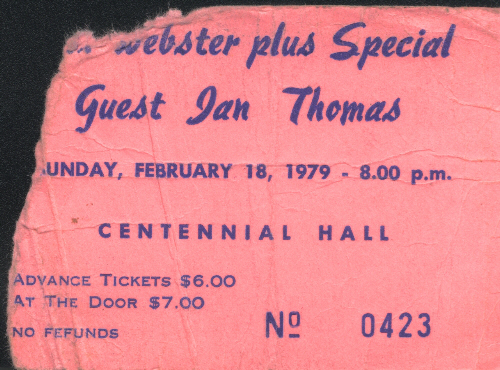 Webster plus Special
Guest Ian Thomas
SUNDAY, FEBRUARY 18, 1979 - 8.00 p.m.
CENTENNIAL HALL
ADVANCE TICKETS $6.00
AT THE DOOR $7.00
NO FEFUNDS
Nº 0423